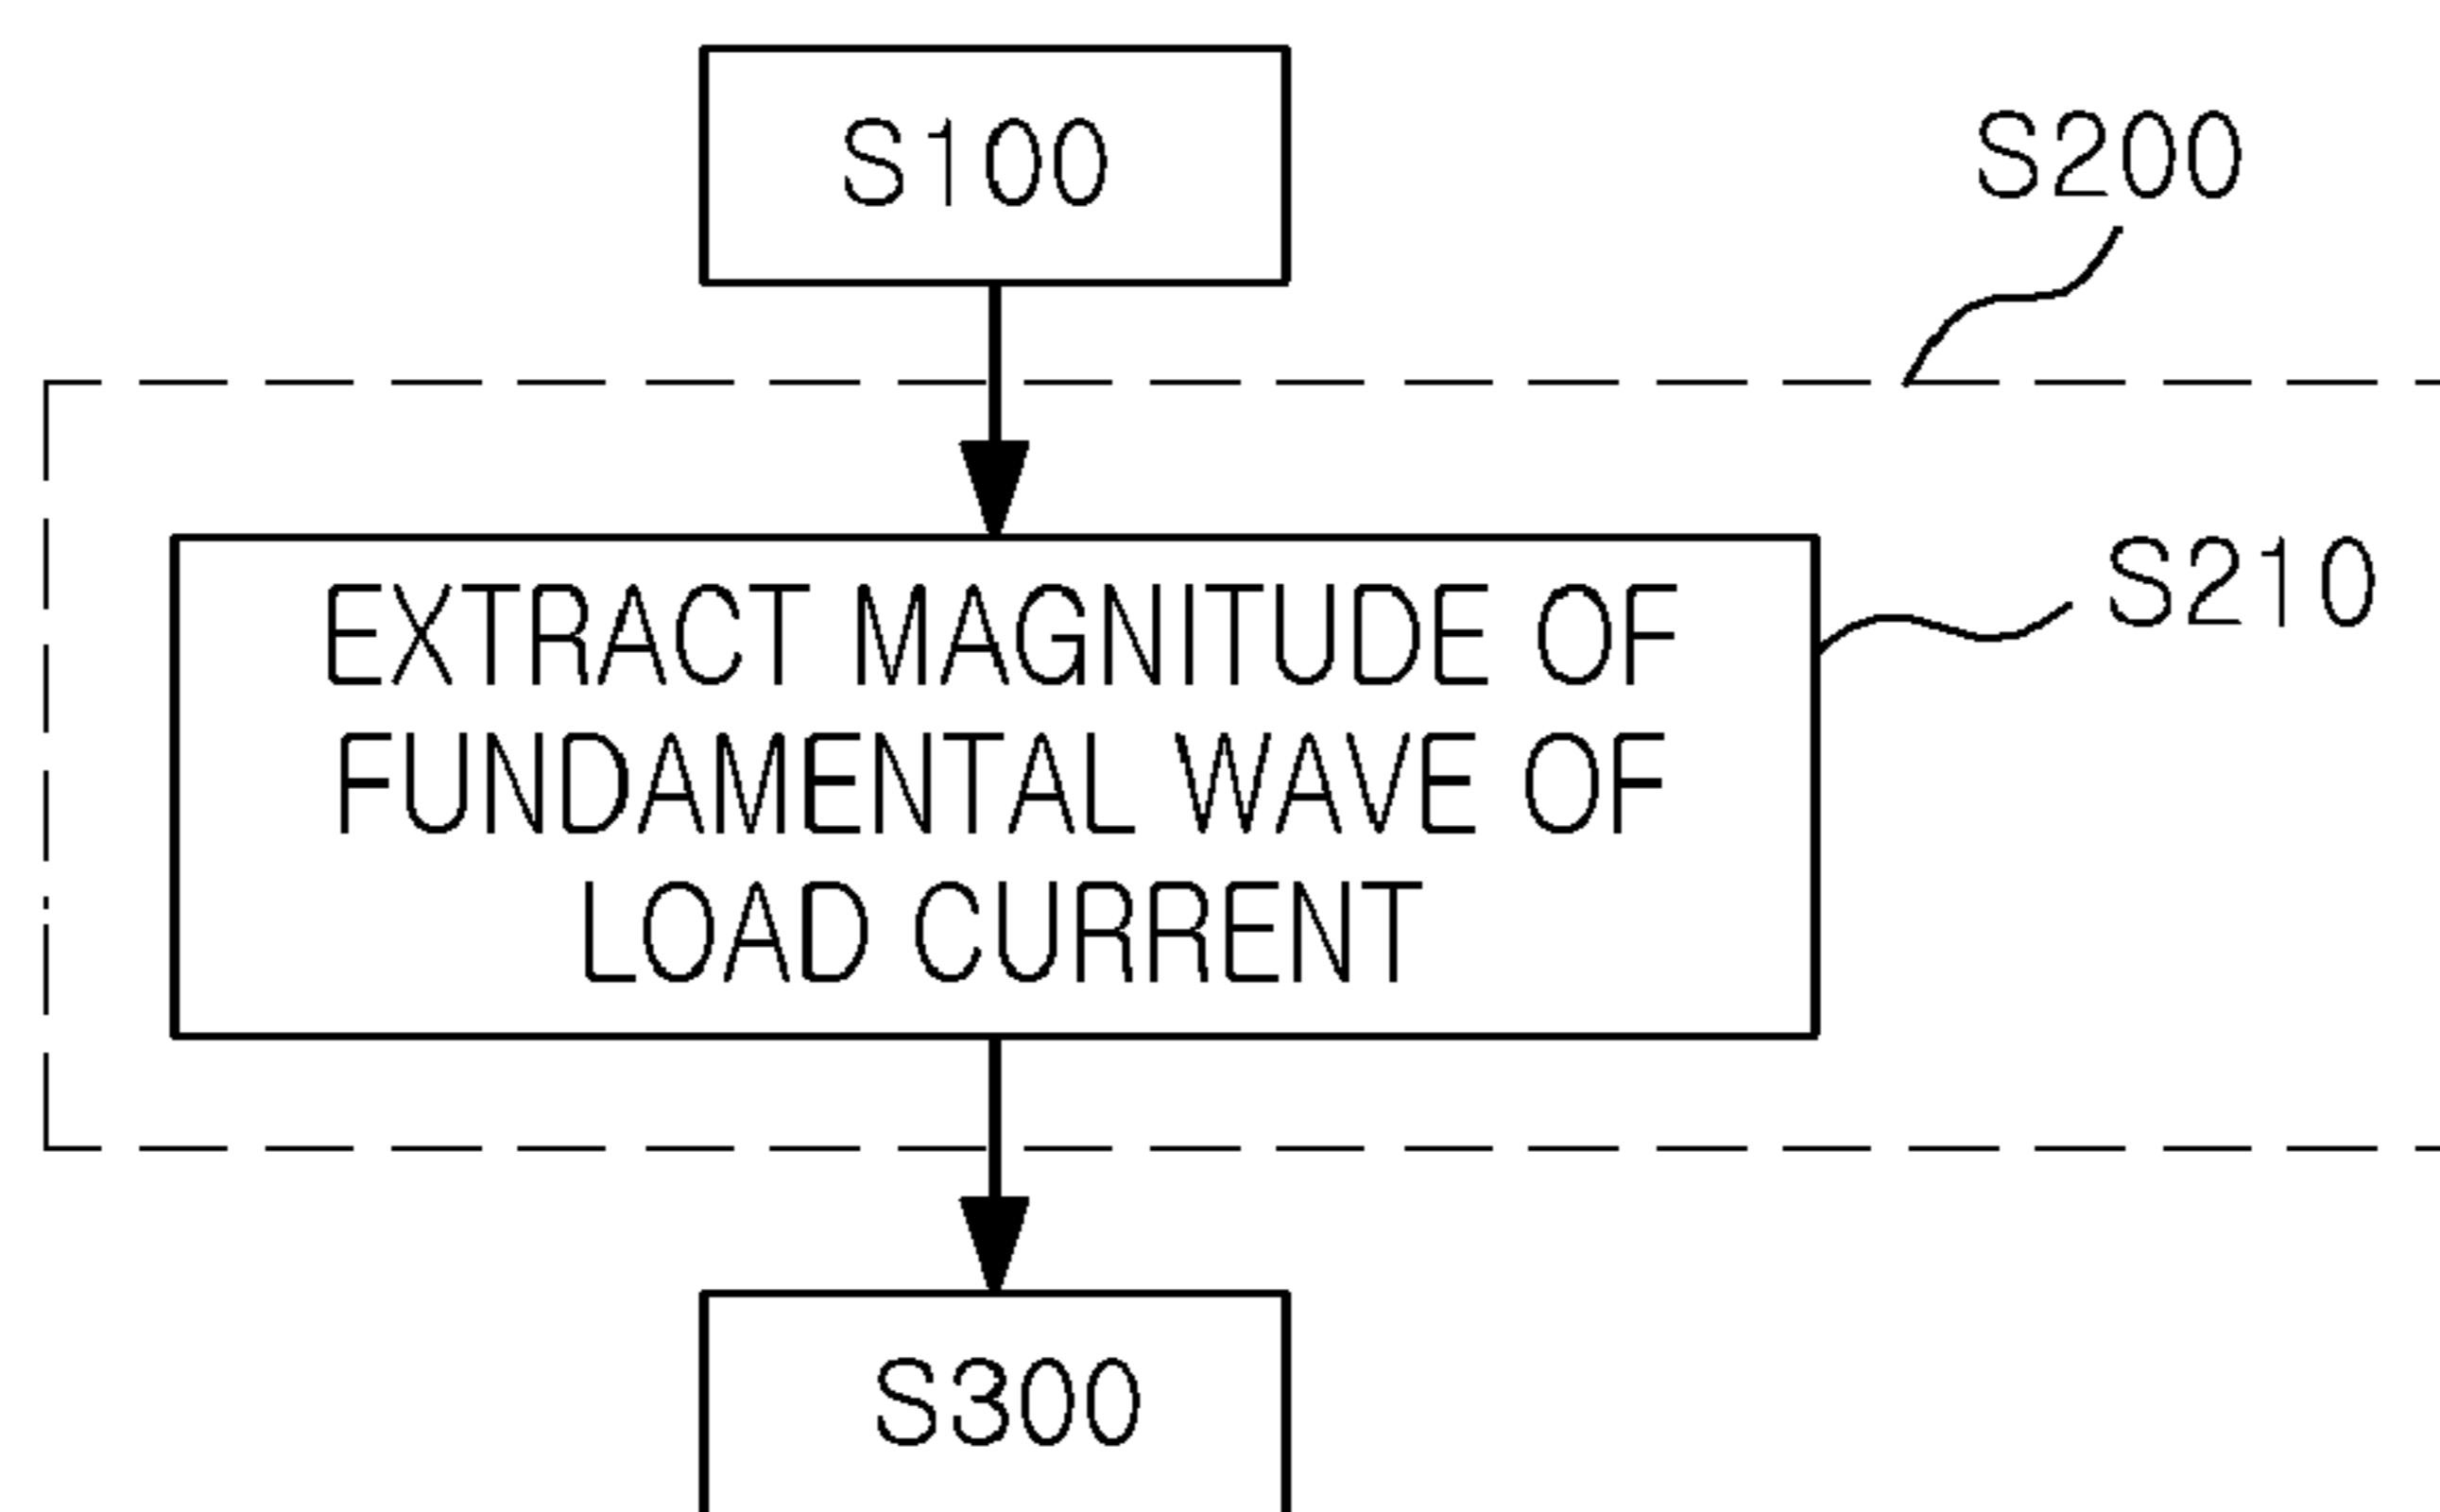 S100
S200
S210
EXTRACT MAGNITUDE OF
FUNDAMENTAL WAVE OF
LOAD CURRENT
S300